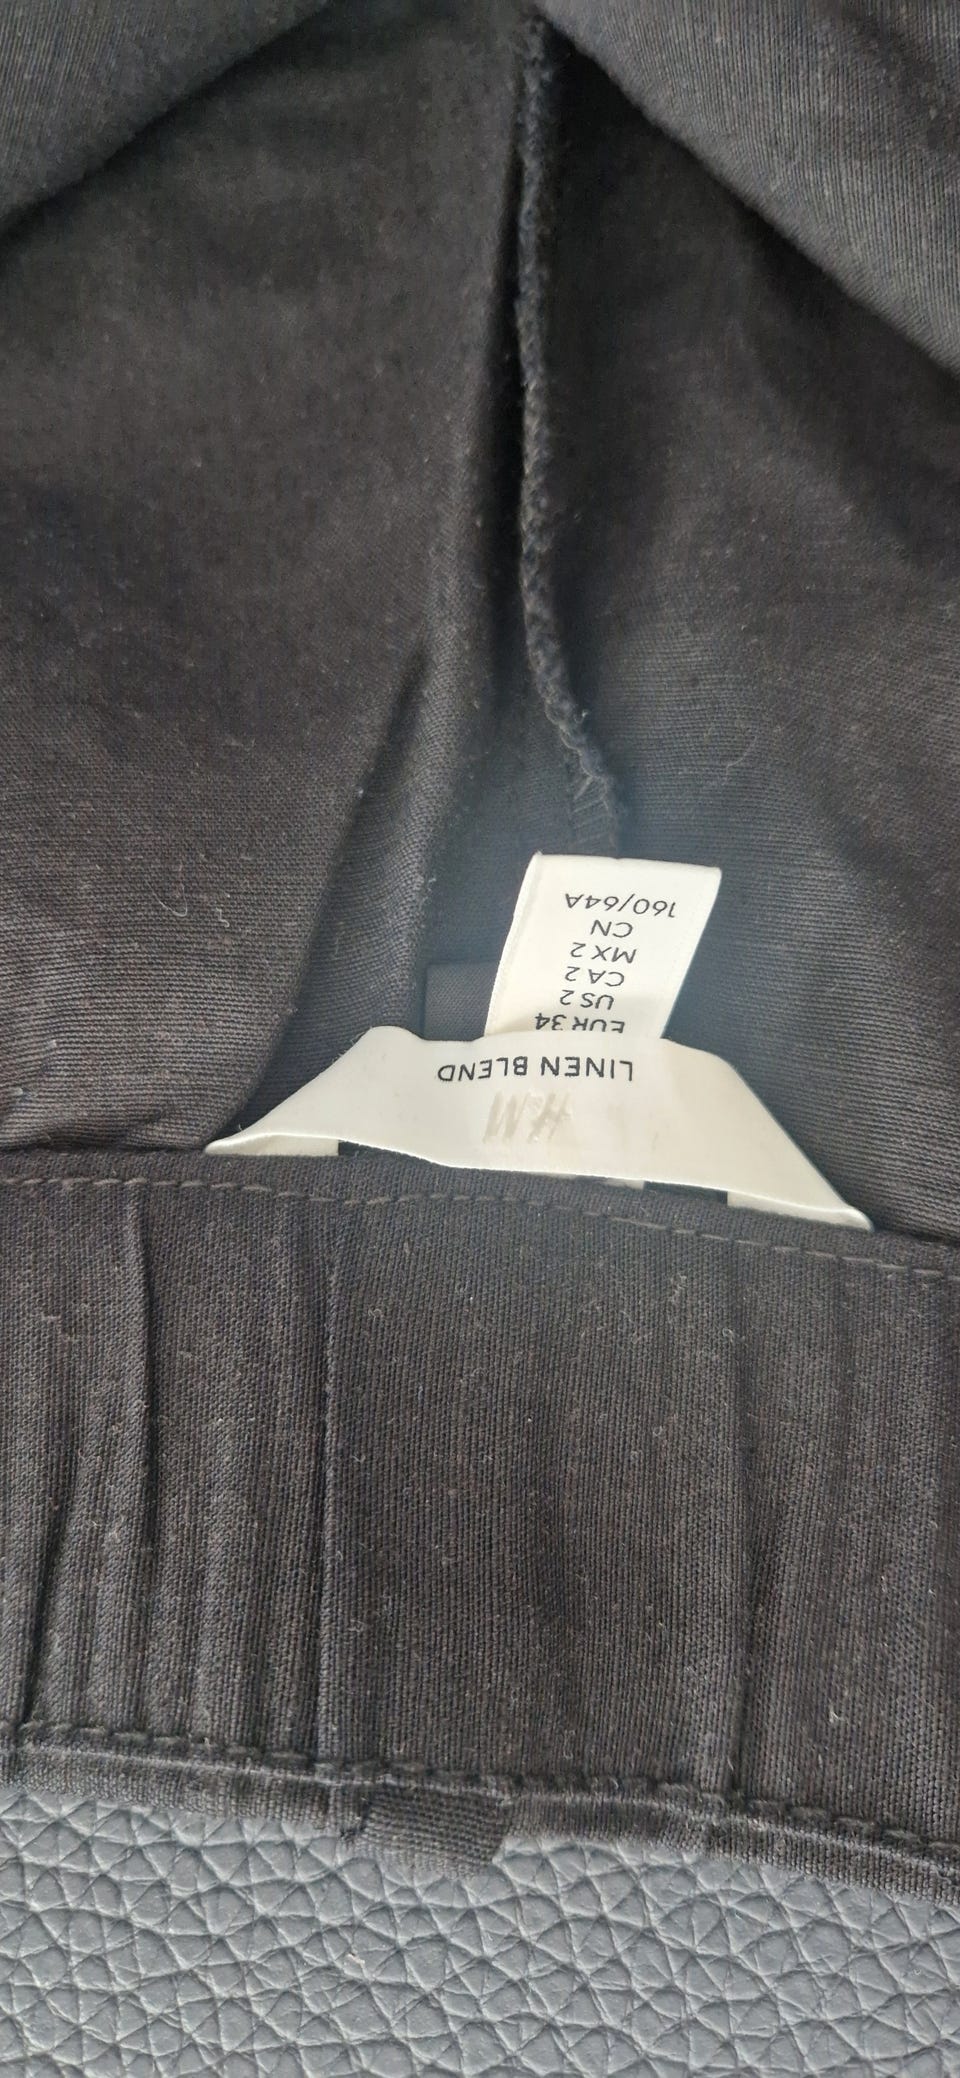 H&M
LINEN BLEND
EUR 34
US 2
CA 2
MX 2
CN
160/64A